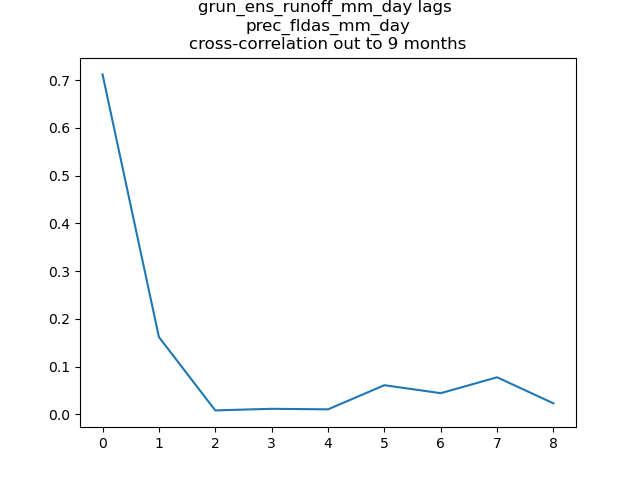 grun_ens_runoff_mm_day lags
prec_fldas_mm_day
cross-correlation out to 9 months
0.7
0.6
0.5
0.4
0.3
0.2
0.1
0.0
0 1 2 3 4 5 6 7 8